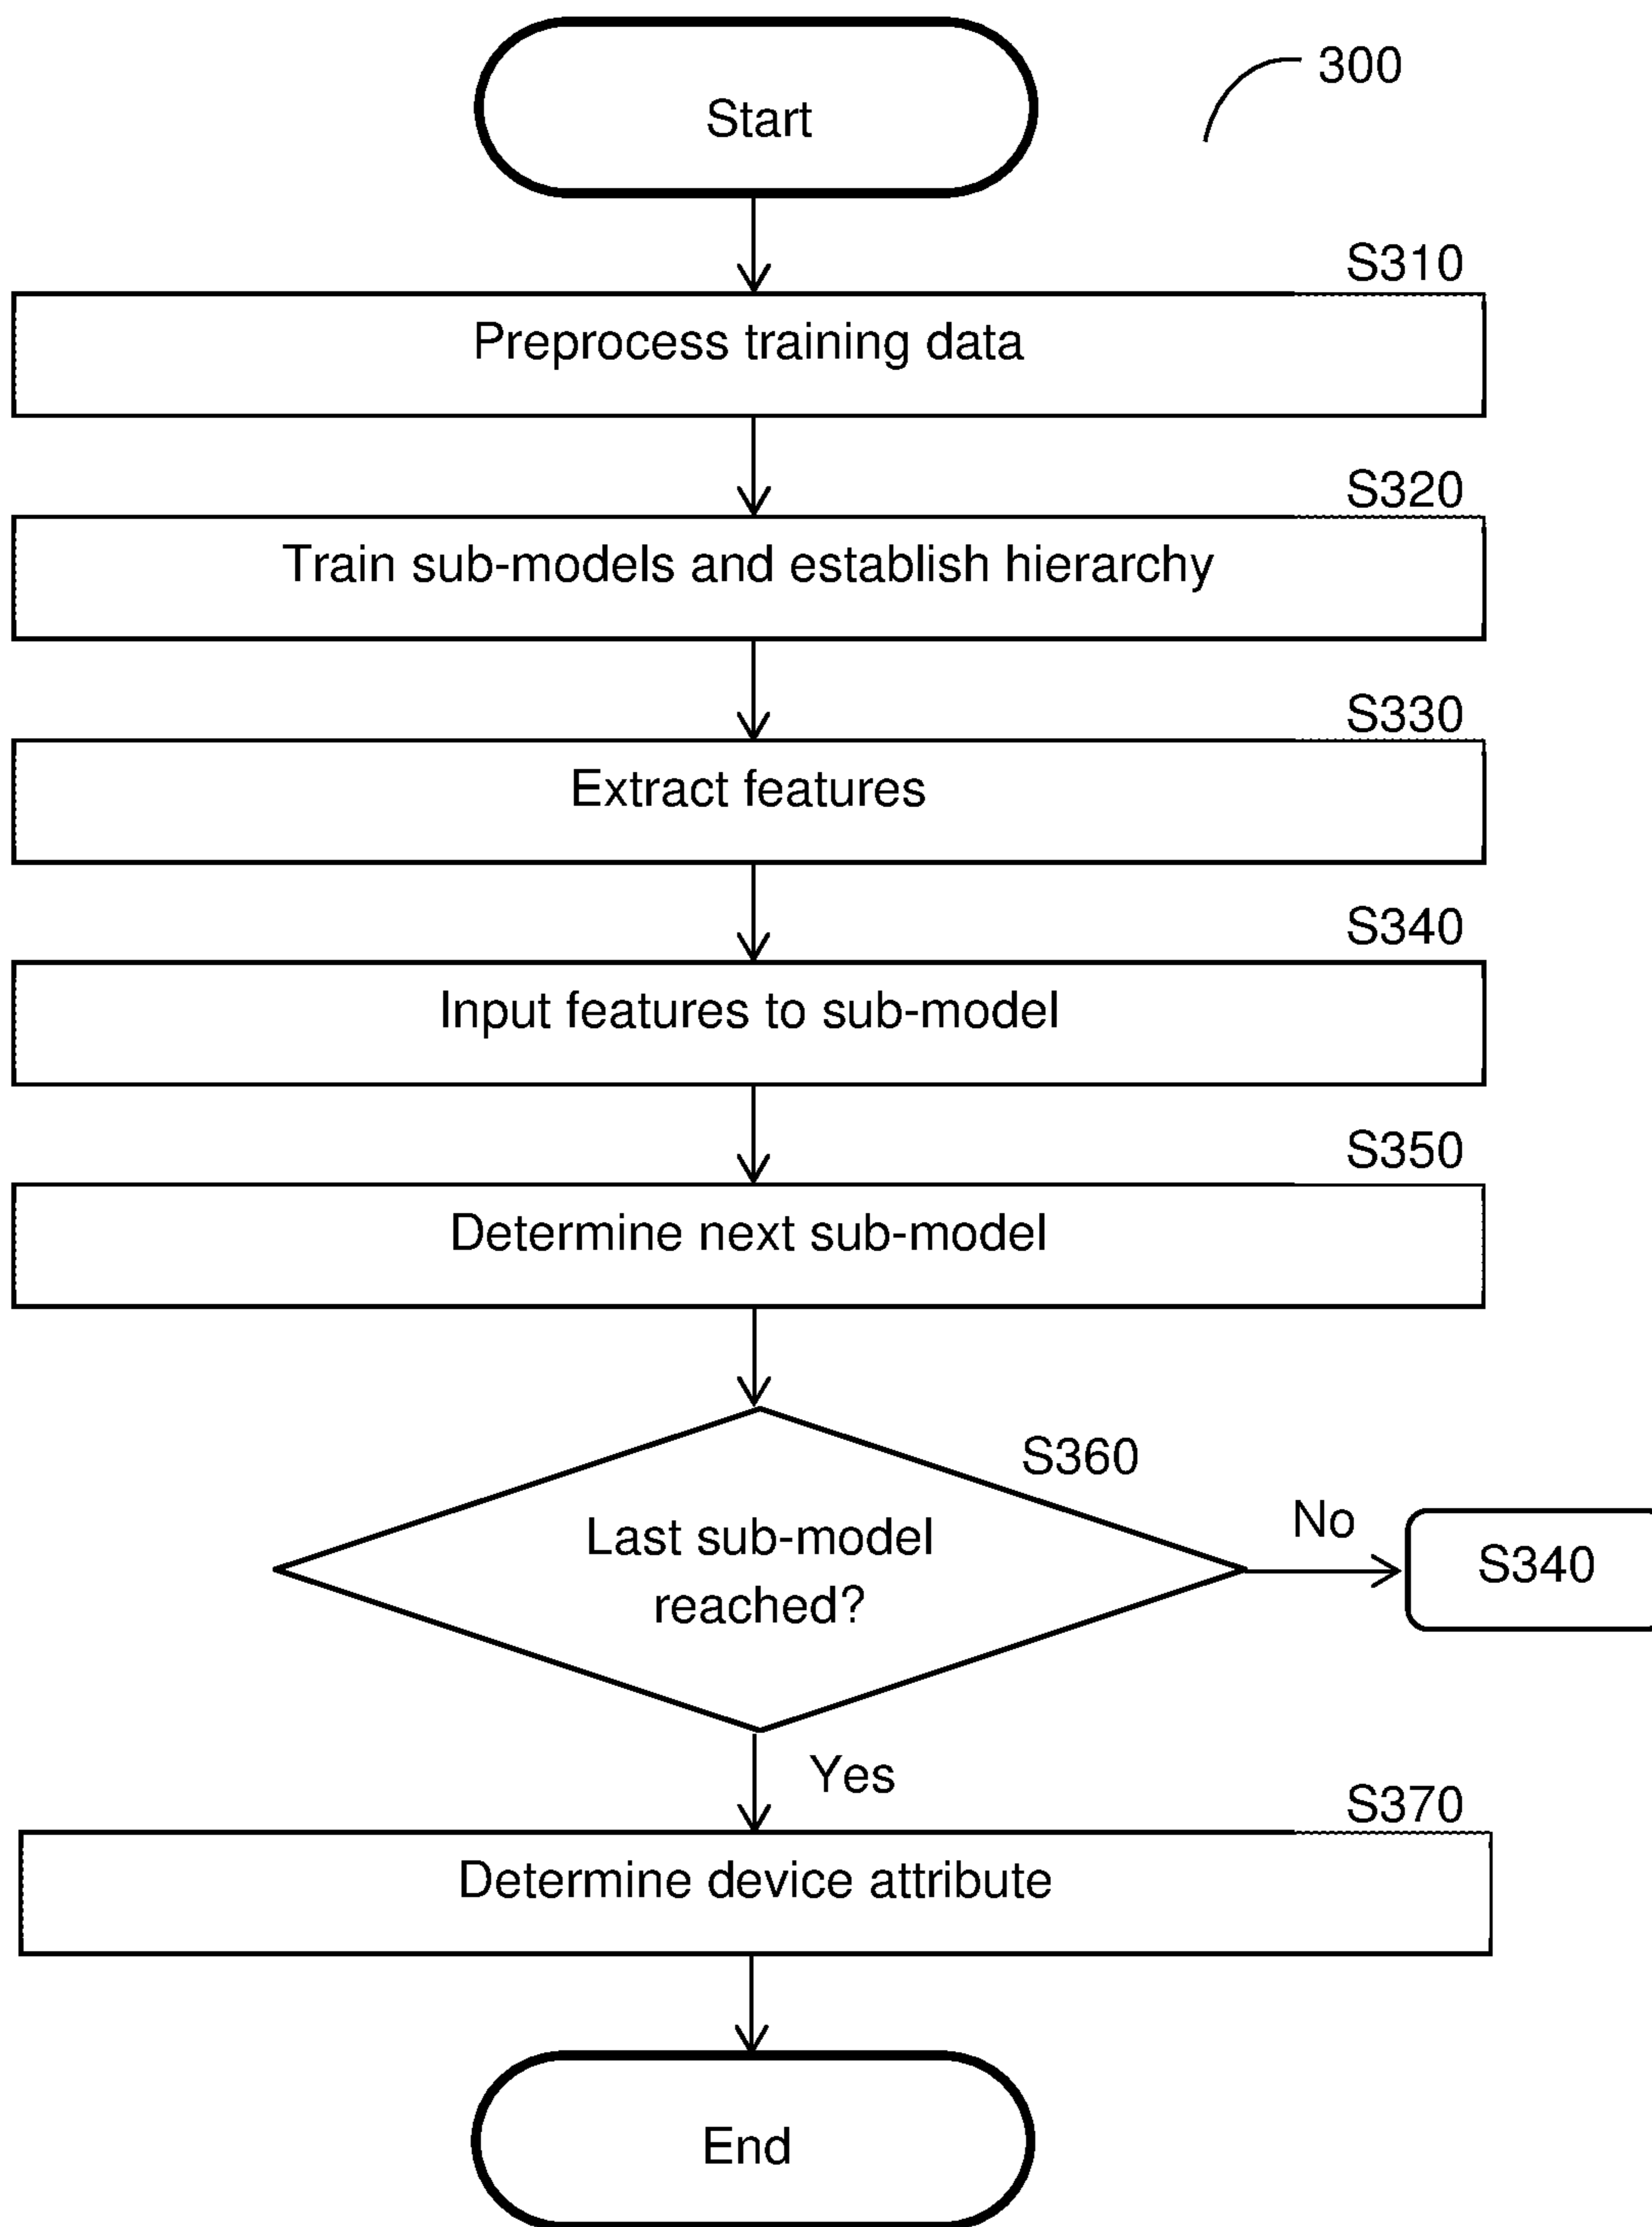 300
Start
S310
Preprocess training data
S320
Train sub-models and establish hierarchy
S330
Extract features
S340
Input features to sub-model
S350
Determine next sub-model
S360
Last sub-model
reached?
No
S340
Yes
S370
Determine device attribute
End